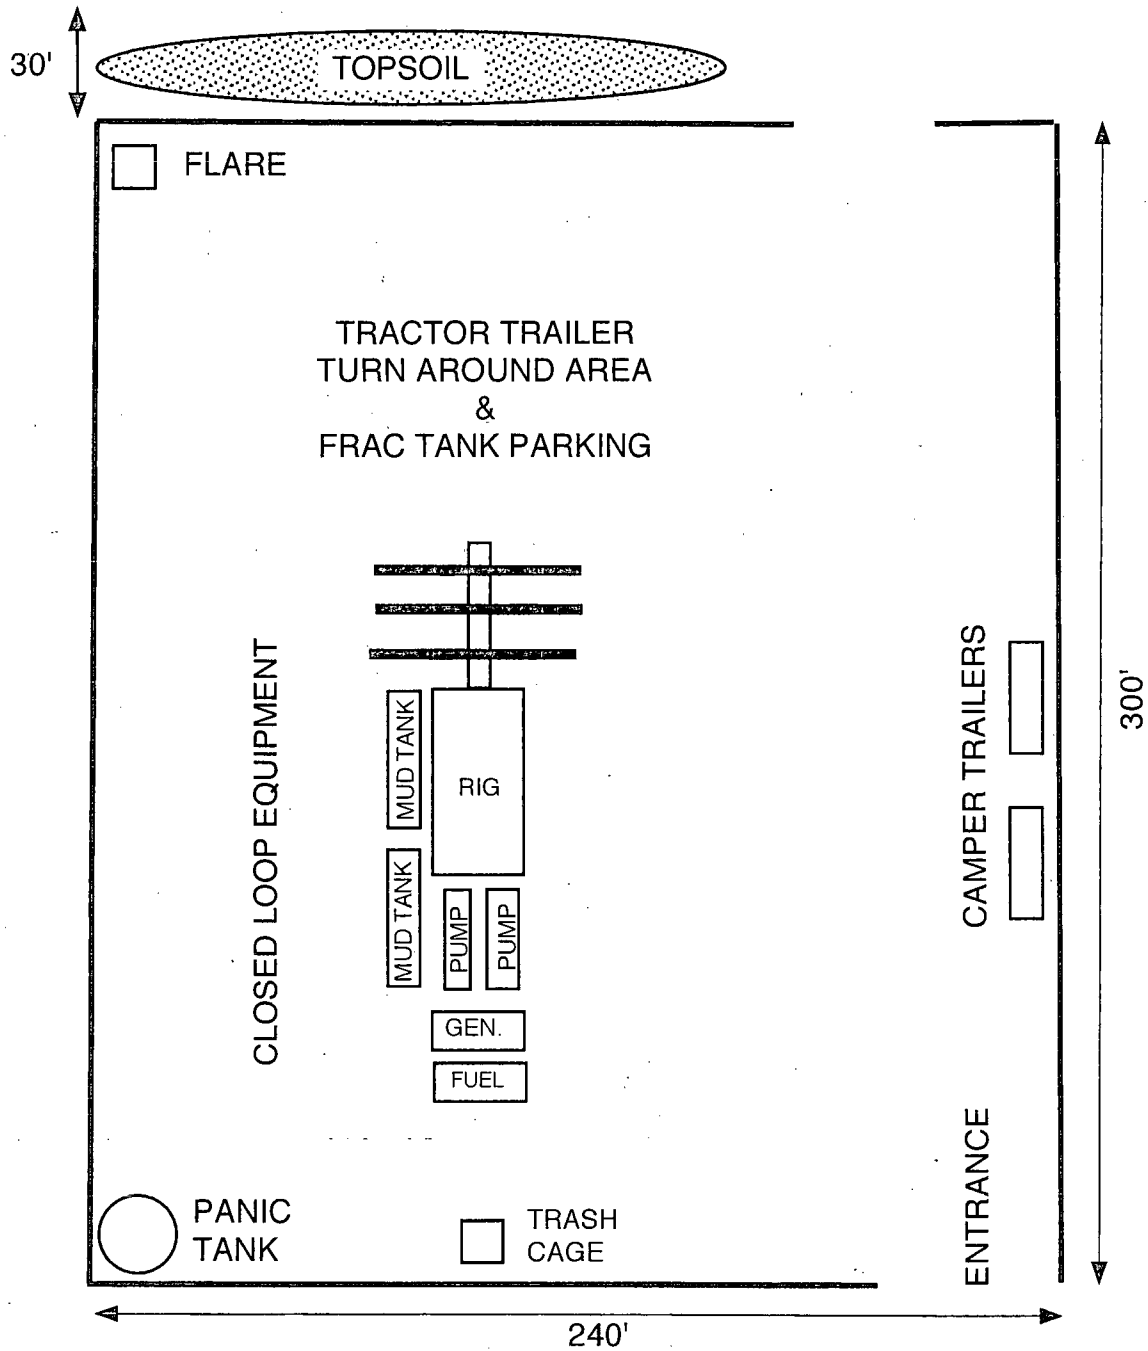 30'
TOPSOIL
FLARE
TRACTOR TRAILER
TURN AROUND AREA
&
FRAC TANK PARKING
CLOSED LOOP EQUIPMENT
MUD TANK
RIG
MUD TANK
PUMP
PUMP
GEN.
FUEL
CAMPER TRAILERS
300'
ENTRANCE
PANIC
TANK
TRASH
CAGE
240'